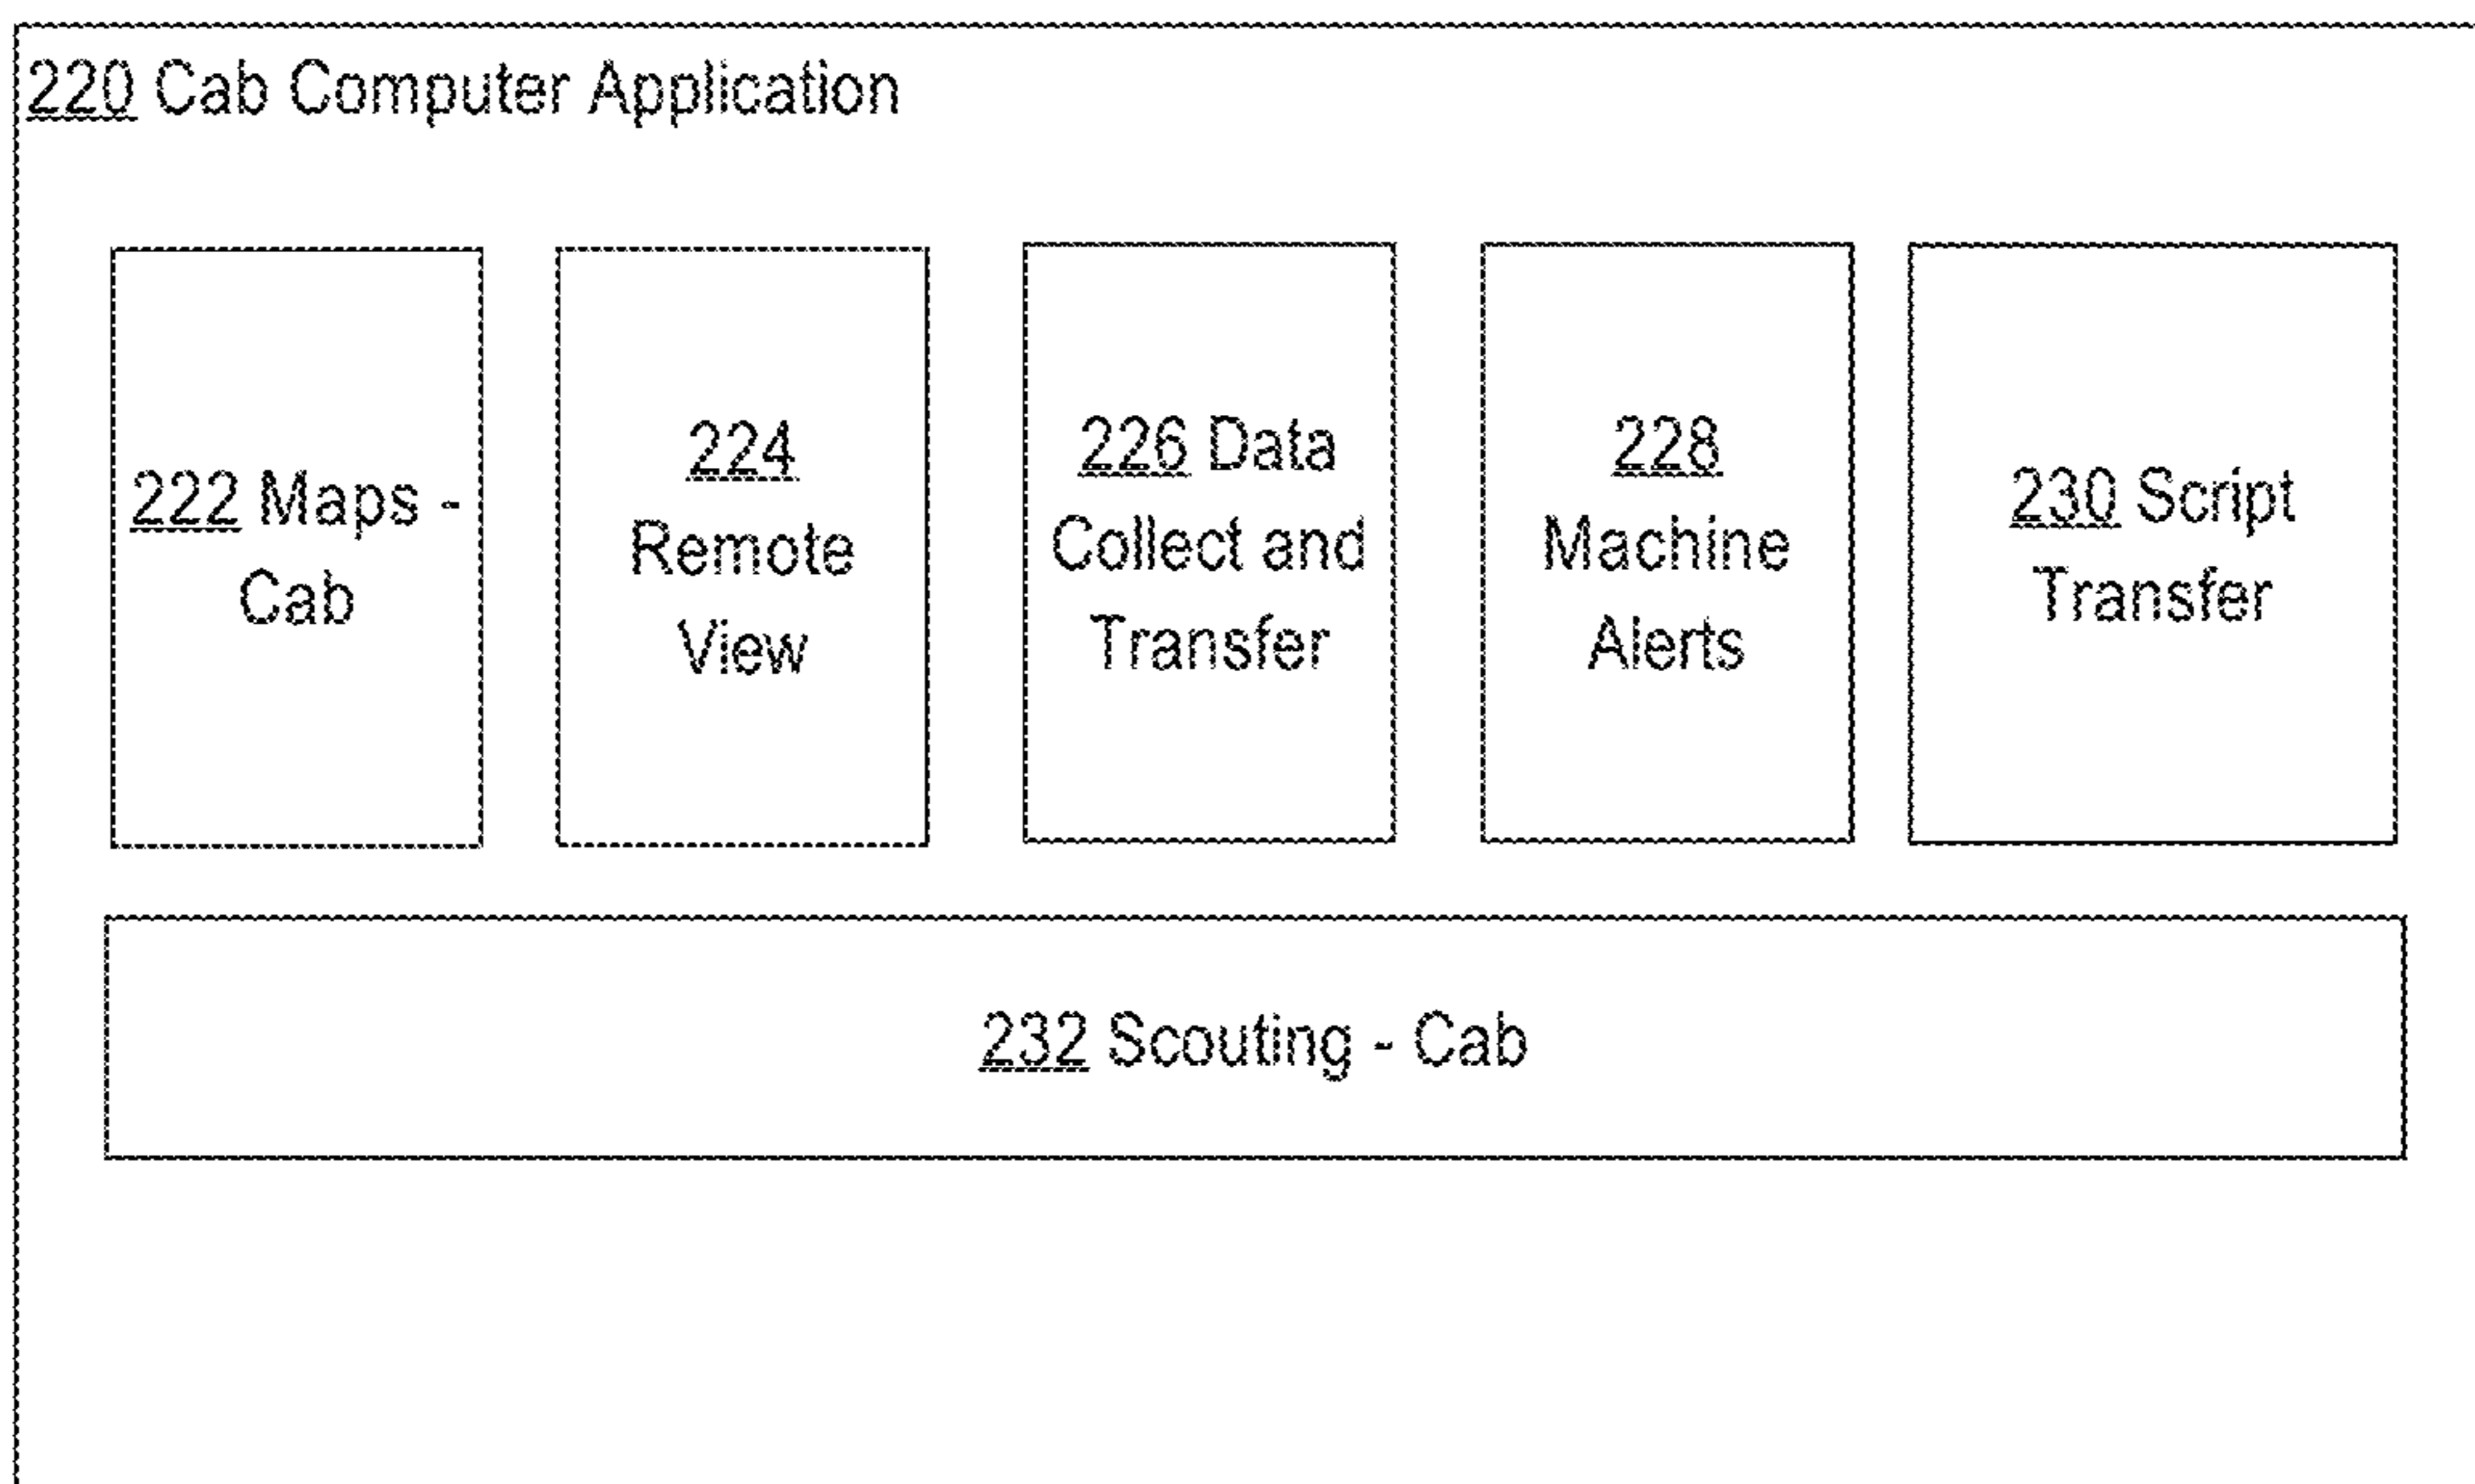 220 Cab Computer Application
222 Maps -
Cab
224
Remote
View
226 Data
Collect and
Transfer
228
Machine
Alerts
230 Script
Transfer
232 Scouting - Cab